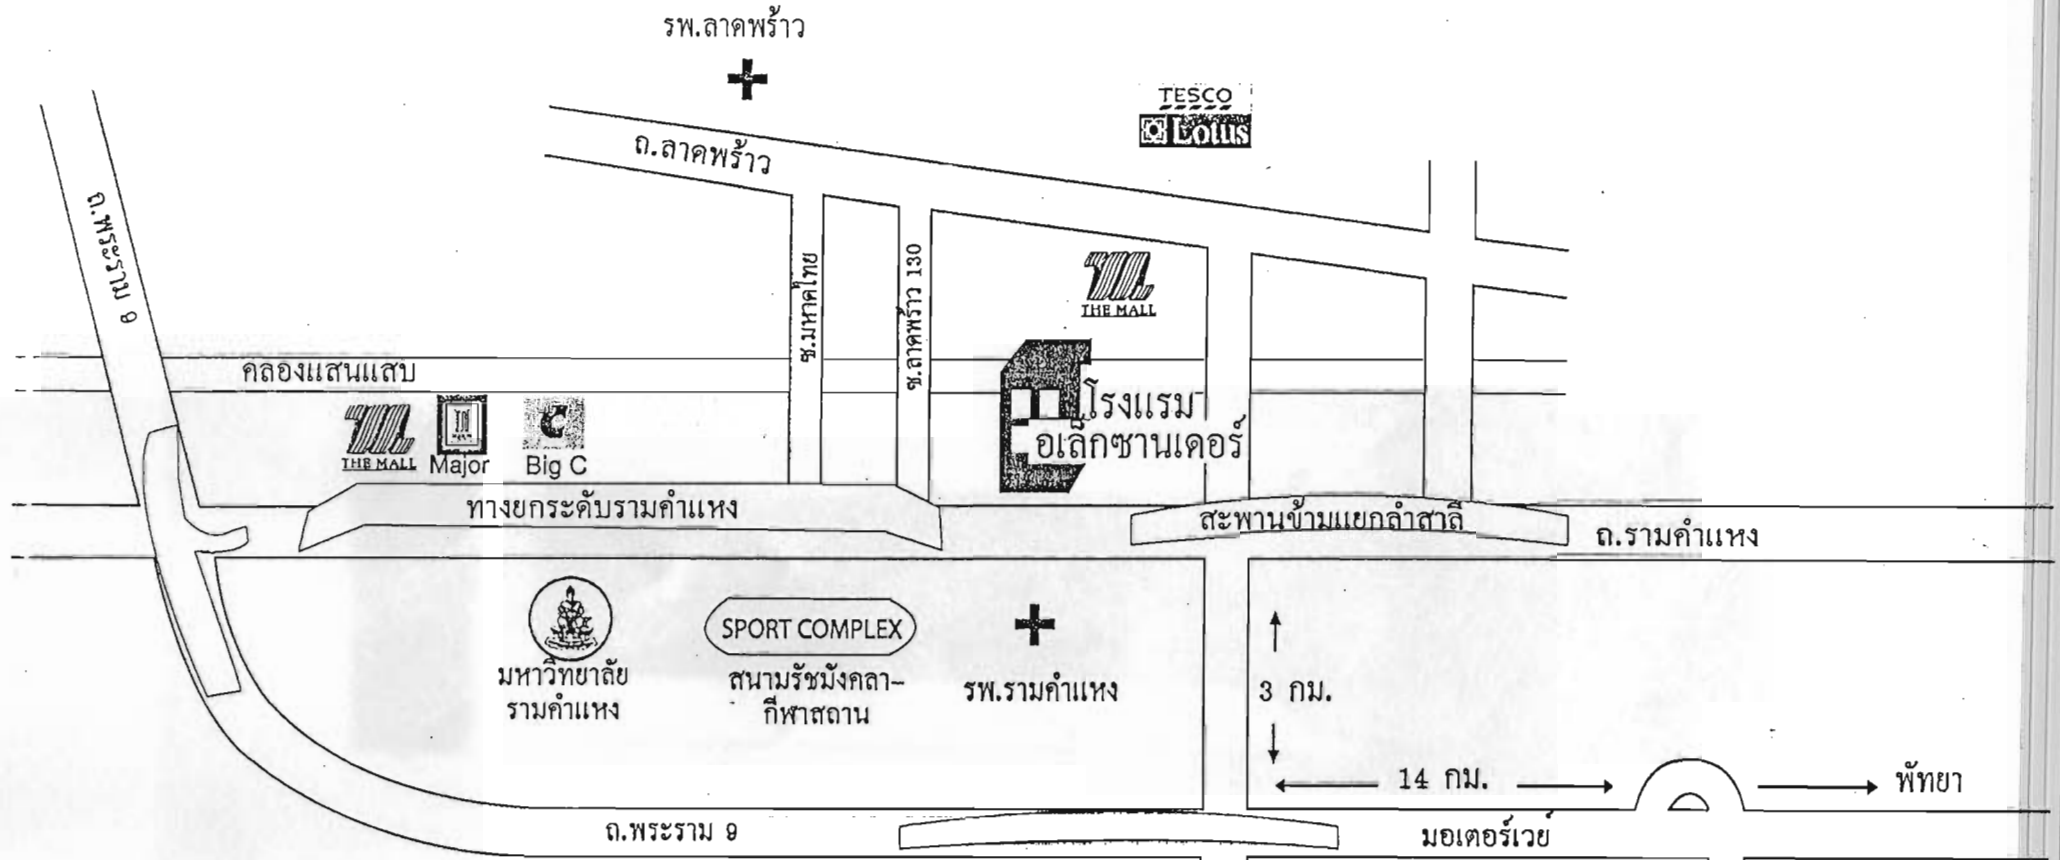 รพ.ลาดพร้าว
TESCO
Lotus
ถ.ลาดพร้าว
ถ.พระราม ๑
ซ.มหาดไทย
ซ.ลาดพร้าว 130
THE MALL
คลองแสนแสบ
THE MALL
Major
Big C
โรงแรม
อเล็กซานเดอร์
ทางยกระดับรามคำแหง
สะพานข้ามแยกลำสาลี
ถ.รามคำแหง
มหาวิทยาลัย
รามคำแหง
SPORT COMPLEX
สนามรัชมังคลา-
กีฬาสถาน
รพ.รามคำแหง
3 กม.
14 กม.
พัทยา
ถ.พระราม ๑
มอเตอร์เวย์